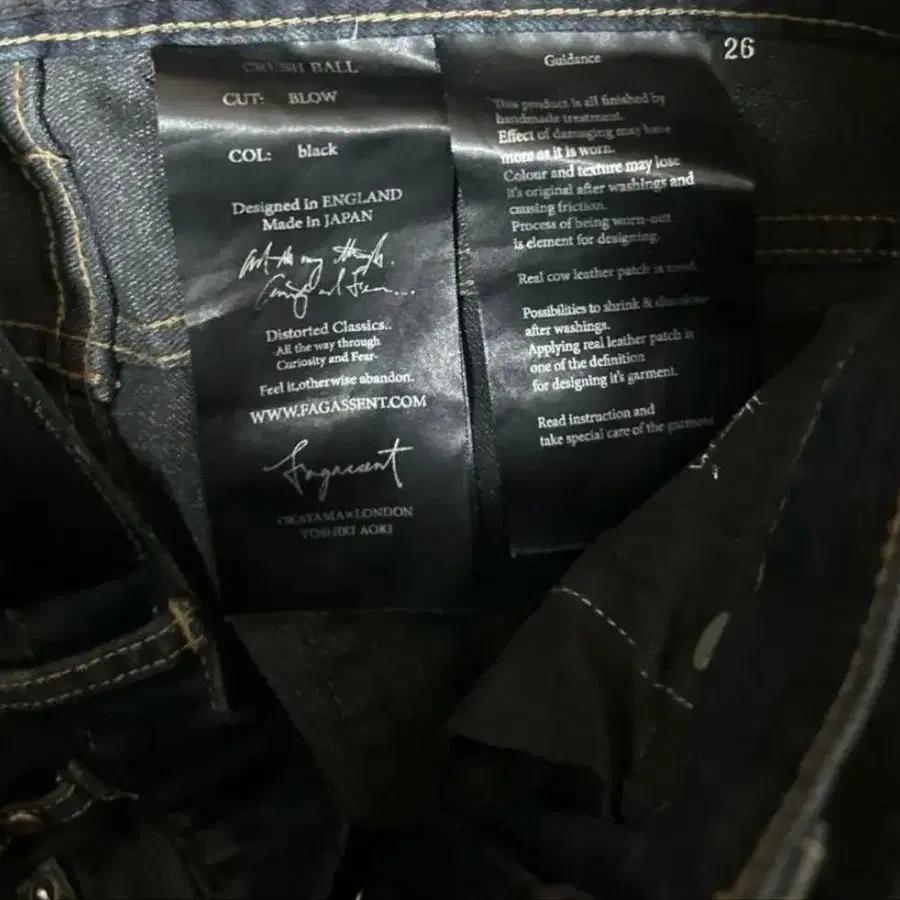 CRUSH BALL
CUT: BLOW
COL: black
Designed in ENGLAND
Made in JAPAN
Distorted Classics..
-All the way through
Curiosity and Fear-
Feel it,otherwise abandon.
WWW.FAGASSENT.COM
Fagassent
OKAYAMA×LONDON
YOSHIKI AOKI
26
Guidance
This product is all finished by
handmade treatment.
Effect of damaging may have
more as it is worn.
Colour and texture may lose
it's original after washings and
causing friction.
Process of being worn-out
is element for designing.
Real cow leather patch is used.
Possibilities to shrink &
after washings.
Applying real leather patch is
one of the definition
for designing it's garment.
Read instruction and
take special care of the garment.